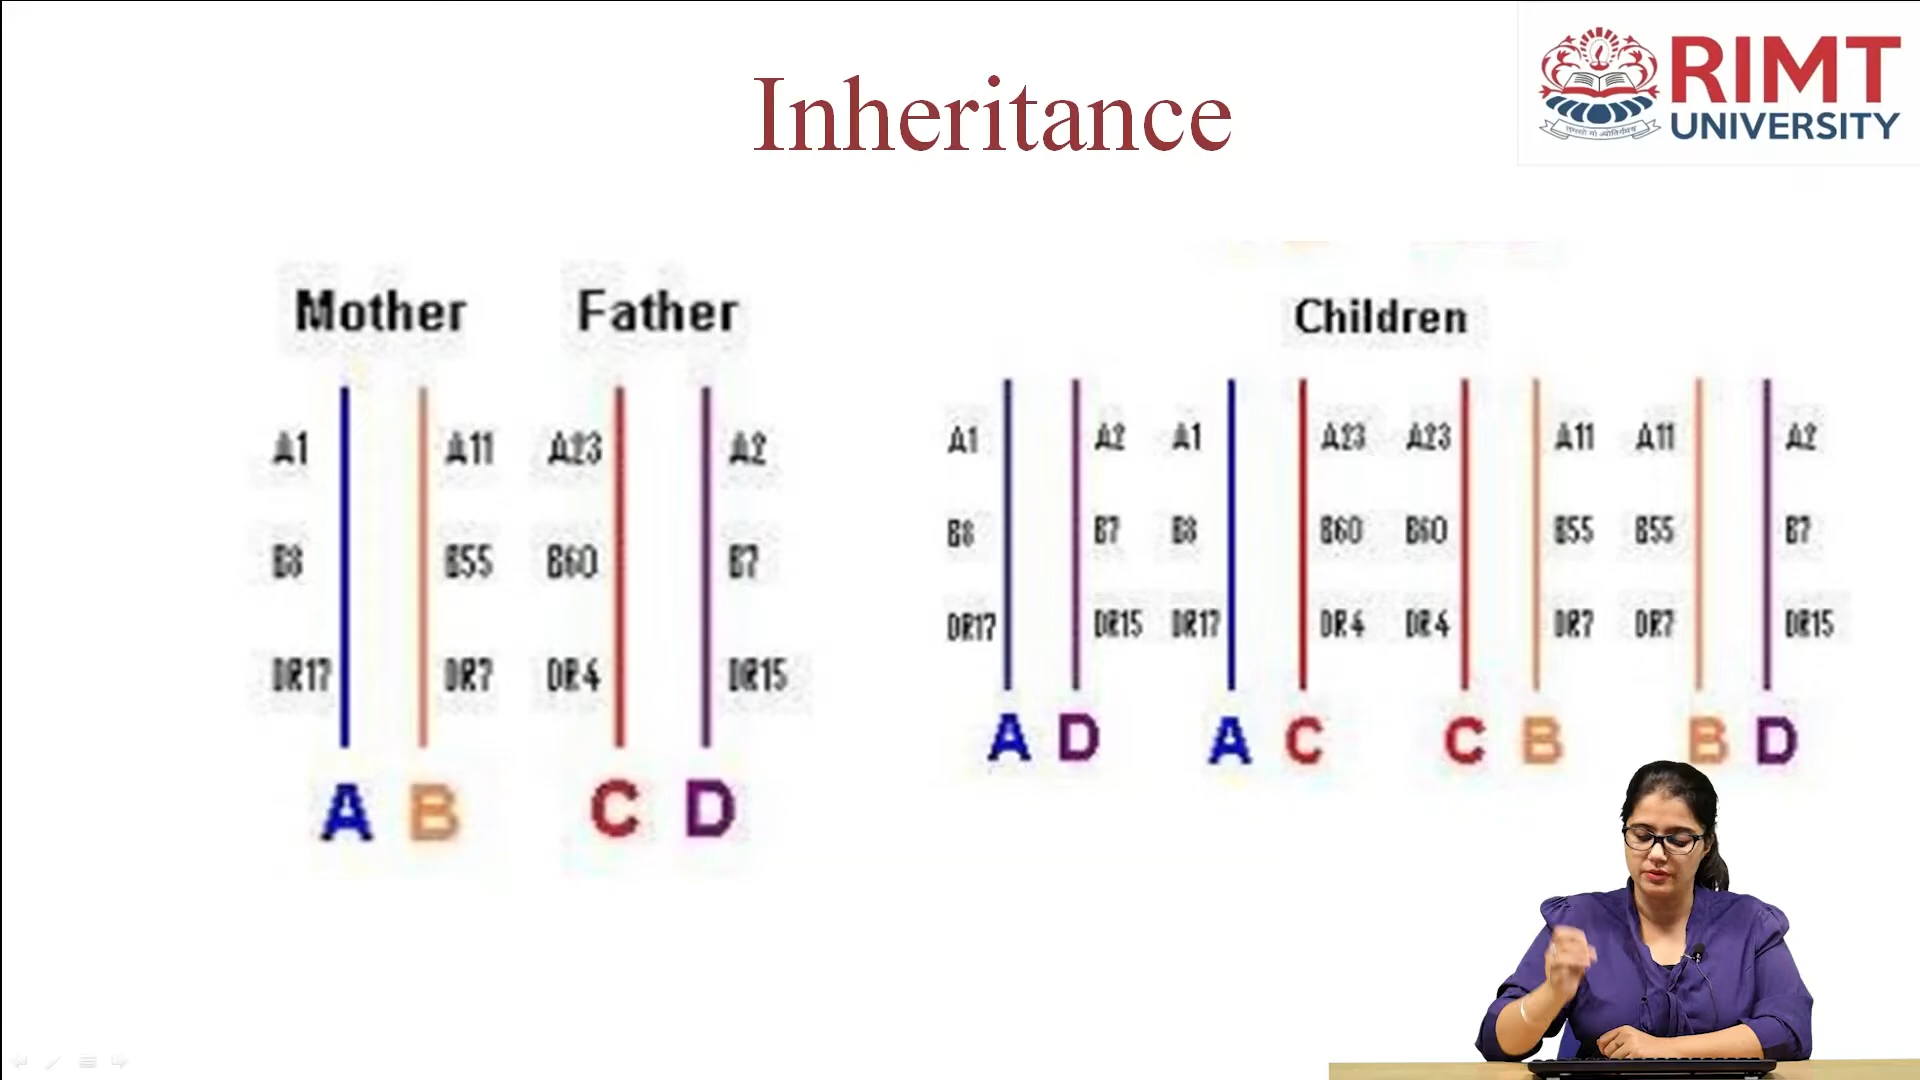 Inheritance
RIMT
UNIVERSITY
Mother Father
Children
A1 A11 A23 A2
B8 B55 B60 B7
DR17 DR7 DR4 DR15
A B C D
A1 A2 A1 A23 A23 A11 A11 A2
B8 B7 B8 B60 B60 B55 B55 B7
DR17 DR15 DR17 DR4 DR4 DR7 DR7 DR15
A D A C C B B D